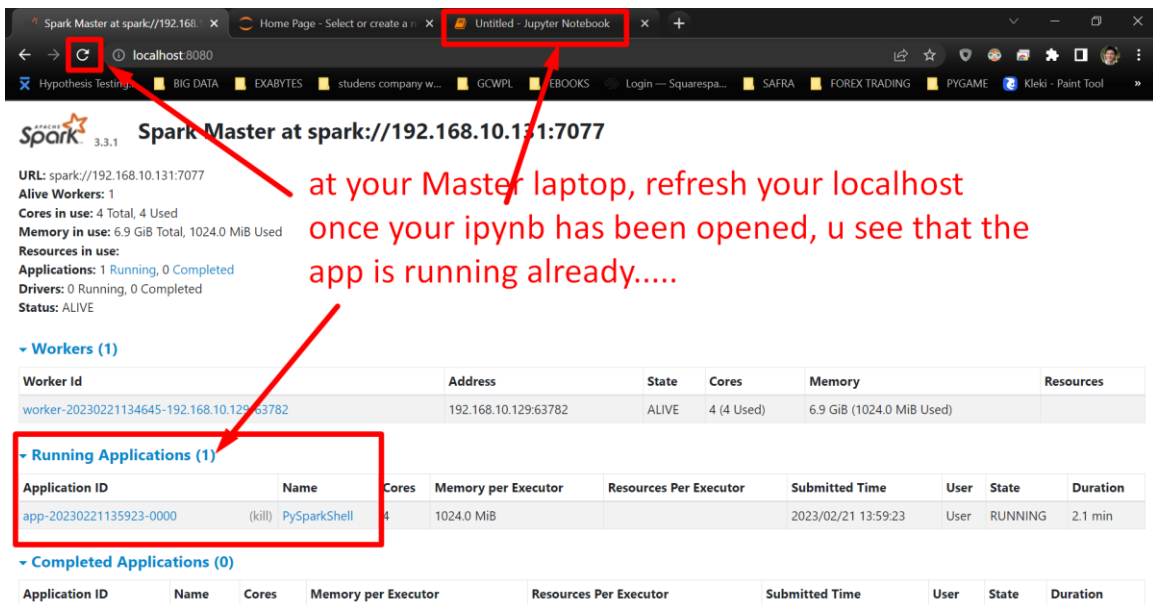 Spark Master at spark://192.168.1
Home Page - Select or create a n
Untitled - Jupyter Notebook
localhost:8080
Hypothesis Testing...
BIG DATA
EXABYTES
studens company w...
GCWPL
EBOOKS
Login — Squarespa...
SAFRA
FOREX TRADING
PYGAME
Kleki - Paint Tool
»
APACHE Spark 3.3.1 Spark Master at spark://192.168.10.131:7077
URL: spark://192.168.10.131:7077
Alive Workers: 1
Cores in use: 4 Total, 4 Used
Memory in use: 6.9 GiB Total, 1024.0 MiB Used
Resources in use:
Applications: 1 Running, 0 Completed
Drivers: 0 Running, 0 Completed
Status: ALIVE
at your Master laptop, refresh your localhost
once your ipynb has been opened, u see that the
app is running already.....
Workers (1)
Worker Id Address State Cores Memory Resources
worker-20230221134645-192.168.10.129-63782 192.168.10.129:63782 ALIVE 4 (4 Used) 6.9 GiB (1024.0 MiB Used)
Running Applications (1)
Application ID Name Cores Memory per Executor Resources Per Executor Submitted Time User State Duration
app-20230221135923-0000 (kill) PySparkShell 4 1024.0 MiB 2023/02/21 13:59:23 User RUNNING 2.1 min
Completed Applications (0)
Application ID Name Cores Memory per Executor Resources Per Executor Submitted Time User State Duration